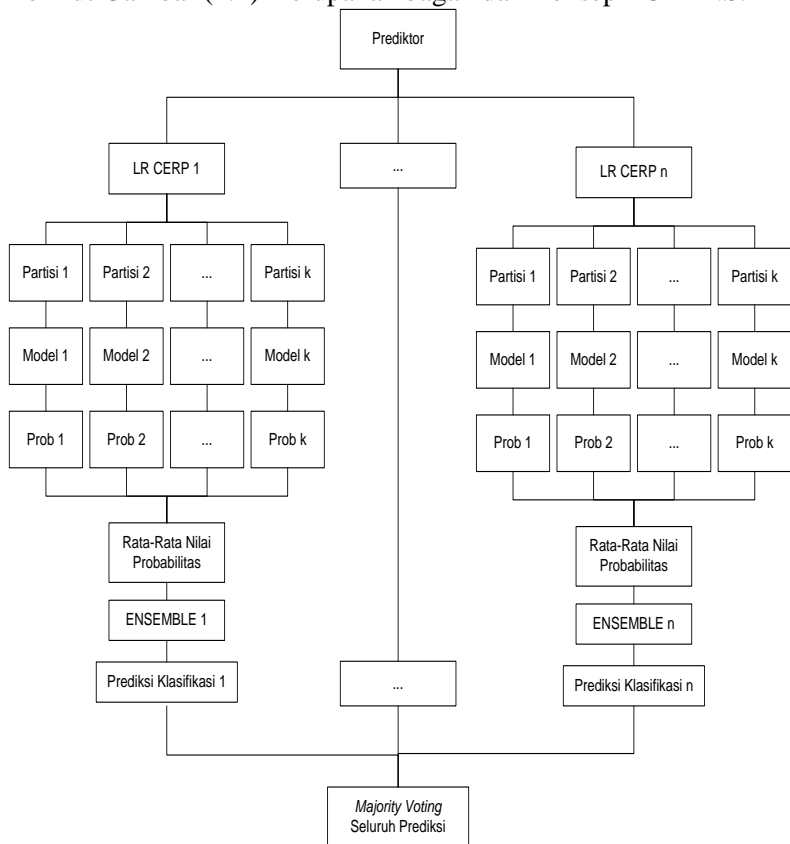 Prediktor
LR CERP 1
...
LR CERP n
Partisi 1 Partisi 2 ... Partisi k
Partisi 1 Partisi 2 ... Partisi k
Model 1 Model 2 ... Model k
Model 1 Model 2 ... Model k
Prob 1 Prob 2 ... Prob k
Prob 1 Prob 2 ... Prob k
Rata-Rata Nilai
Probabilitas
Rata-Rata Nilai
Probabilitas
ENSEMBLE 1
ENSEMBLE n
Prediksi Klasifikasi 1
...
Prediksi Klasifikasi n
Majority Voting
Seluruh Prediksi